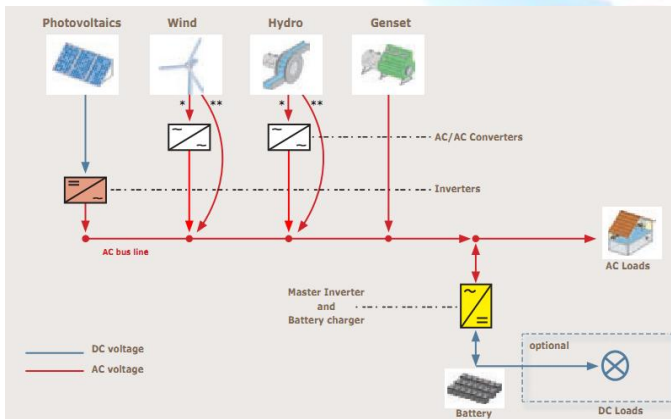 Photovoltaics
Wind
Hydro
Genset
* **
* **
AC/AC Converters
Inverters
AC bus line
AC Loads
Master Inverter
and
Battery charger
DC voltage
AC voltage
optional
Battery
DC Loads